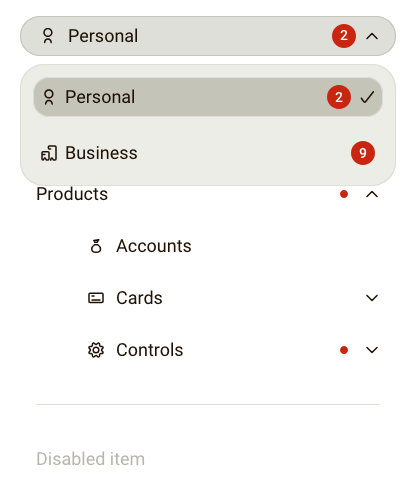 Personal 2
Personal 2
Business 9
Products
Accounts
Cards
Controls
Disabled item